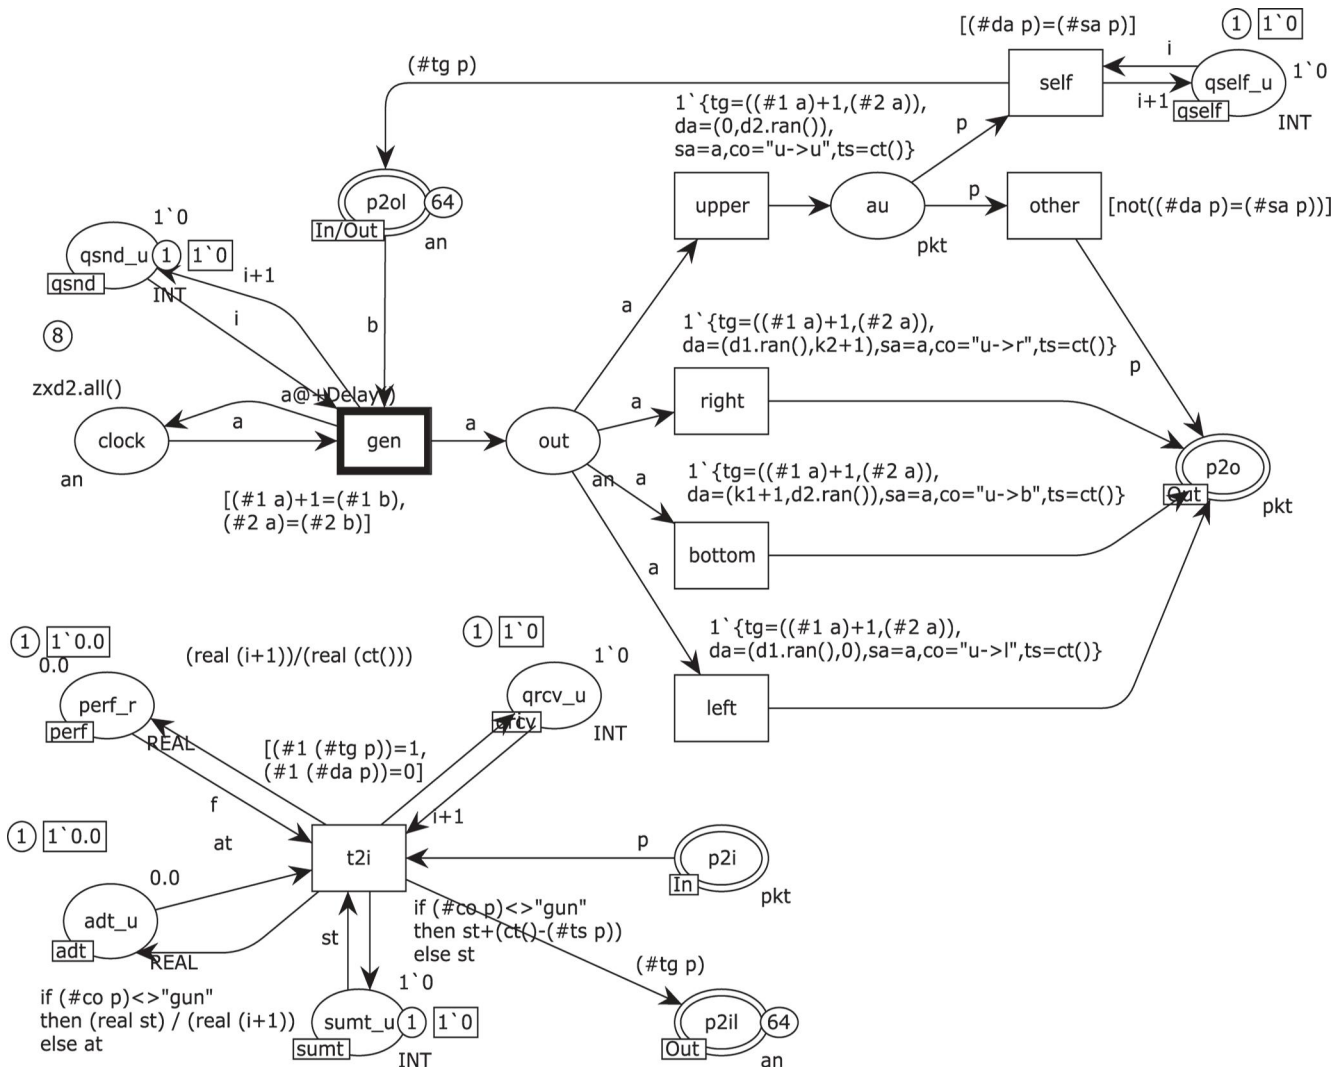 [(#da p)=(#sa p)]
1
1`0
(#tg p)
self
i
i+1
qself_u
qself
1`0
INT
1`{tg=((#1 a)+1,(#2 a)),
da=(0,d2.ran()),
sa=a,co="u->u",ts=ct()}
p
p2ol
64
In/Out
an
upper
au
pkt
p
other
[not((#da p)=(#sa p))]
1`0
qsnd_u
1
1`0
qsnd
INT
i+1
i
b
a
8
zxd2.all()
clock
an
a
a@+Delay()
gen
[(#1 a)+1=(#1 b),
(#2 a)=(#2 b)]
a
out
an
1`{tg=((#1 a)+1,(#2 a)),
da=(d1.ran(),k2+1),sa=a,co="u->r",ts=ct()}
a
right
p
p2o
Out
pkt
1`{tg=((#1 a)+1,(#2 a)),
da=(k1+1,d2.ran()),sa=a,co="u->b",ts=ct()}
a
bottom
a
1`{tg=((#1 a)+1,(#2 a)),
da=(d1.ran(),0),sa=a,co="u->l",ts=ct()}
left
1
1`0.0
0.0
perf_r
perf
REAL
(real (i+1))/(real (ct()))
1
1`0
1`0
qrcv_u
qrcv
i
INT
[(#1 (#tg p))=1,
(#1 (#da p))=0]
f
i+1
at
1
1`0.0
0.0
adt_u
adt
REAL
t2i
p
p2i
In
pkt
if (#co p)<>"gun"
then st+(ct()-(#ts p))
else st
st
(#tg p)
if (#co p)<>"gun"
then (real st) / (real (i+1))
else at
1`0
sumt_u
1
1`0
sumt
INT
p2il
64
Out
an